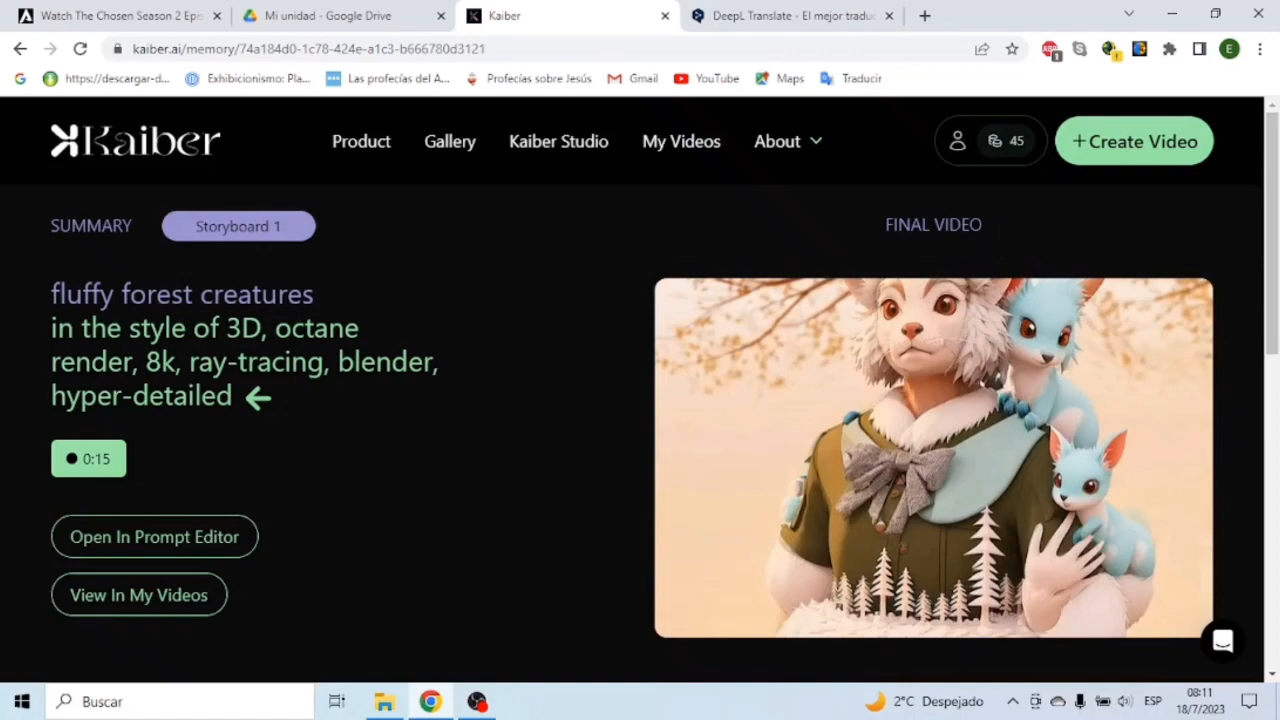 Watch The Chosen Season 2 Epis
Mi unidad - Google Drive
Kaiber
DeepL Translate - El mejor traduc
kaiber.ai/memory/74a184d0-1c78-424e-a1c3-b666780d3121
ABP
1
E
https://descargar-d...
Exhibicionismo: Pla...
Las profecías del A...
Profecías sobre Jesús
Gmail
YouTube
Maps
Traducir
Kaiber
Product
Gallery
Kaiber Studio
My Videos
About
45
+Create Video
SUMMARY
Storyboard 1
FINAL VIDEO
fluffy forest creatures
in the style of 3D, octane
render, 8k, ray-tracing, blender,
hyper-detailed
0:15
Open In Prompt Editor
View In My Videos
Buscar
2°C Despejado
ESP
08:11
18/7/2023